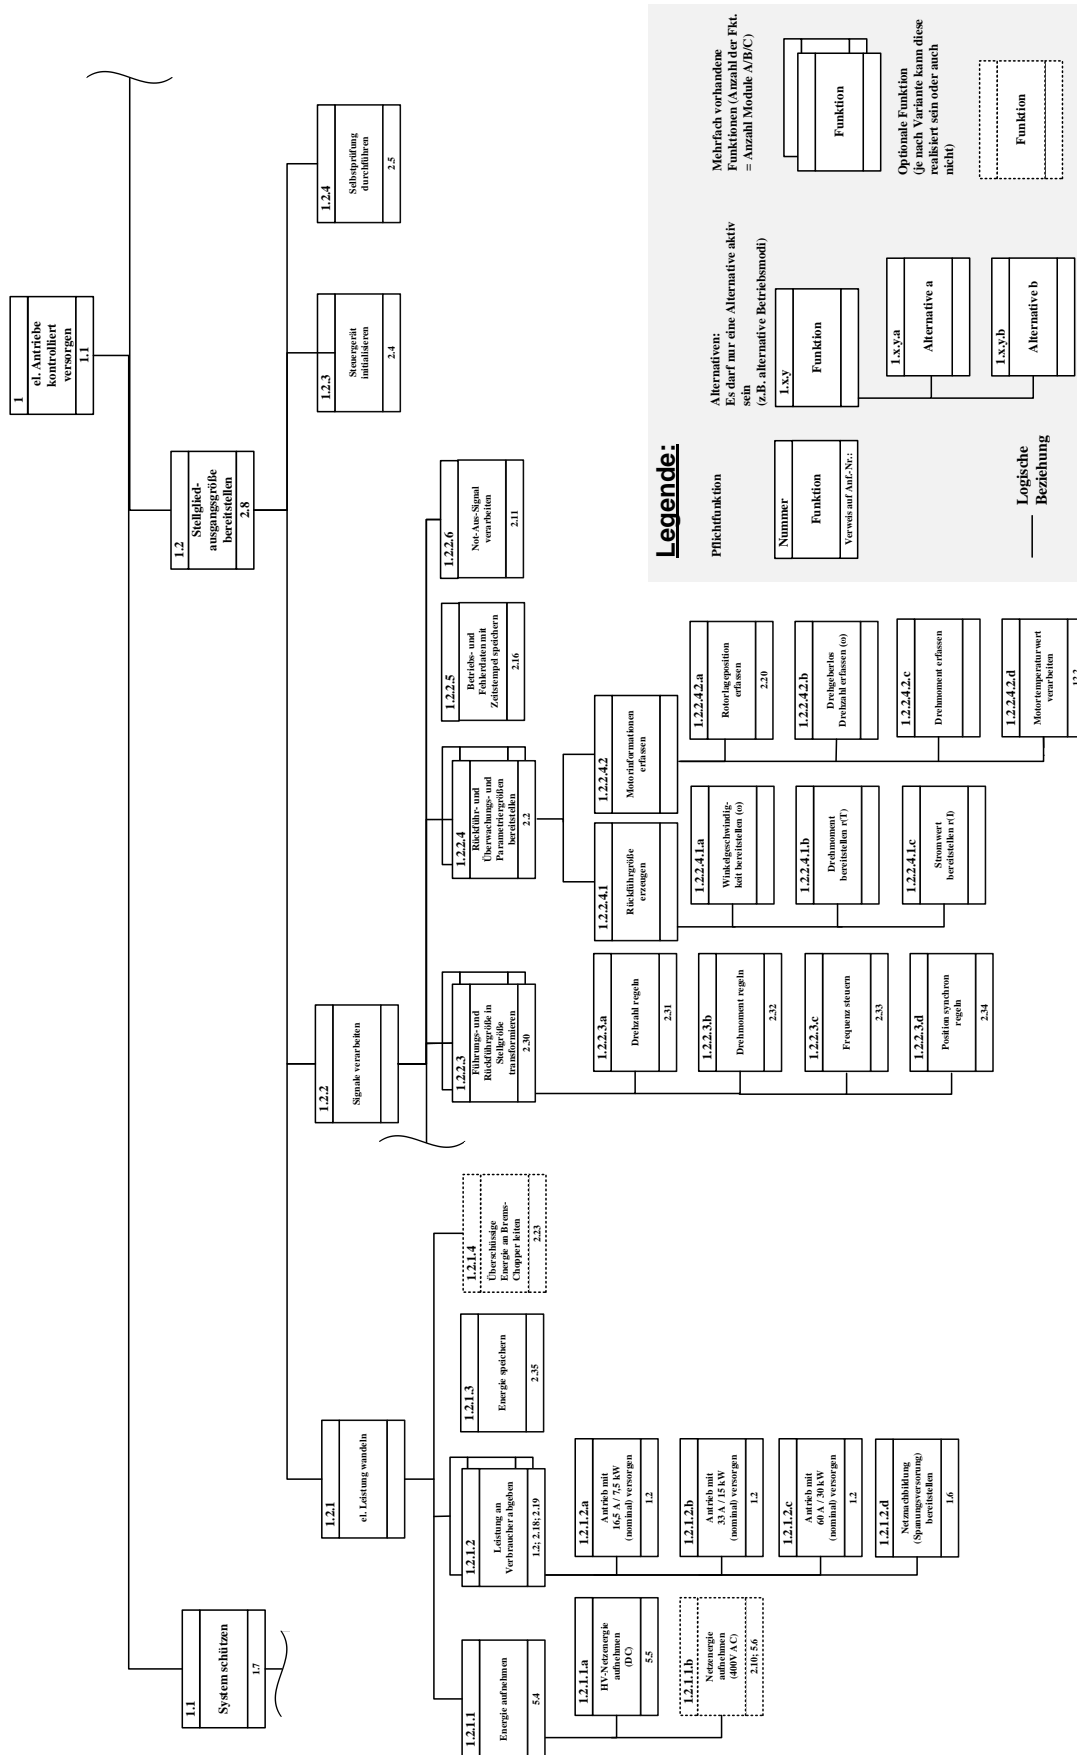 1
el. Antriebe
kontrolliert
versorgen
1.1
1.1
System schützen
1.7
1.2
Stellglied-
ausgangsgröße
bereitstellen
2.8
1.2.1
el. Leistung wandeln
1.2.2
Signale verarbeiten
1.2.3
Steuergerät
initialisieren
2.4
1.2.4
Selbstprüfung
durchführen
2.5
1.2.1.1
Energie aufnehmen
5.4
1.2.1.2
Leistung an
Verbraucher abgeben
1.2; 2.18; 2.19
1.2.1.3
Energie speichern
2.35
1.2.1.4
Überschüssige
Energie an Brems-
Chopper leiten
2.23
1.2.2.3
Führungs- und
Rückführgröße in
Stellgröße
transformieren
2.30
1.2.2.4
Rückführ- und
Überwachungs- und
Parametriergrößen
bereitstellen
2.2
1.2.2.5
Betriebs- und
Fehlerdaten mit
Zeitstempel speichern
2.16
1.2.2.6
Not-Aus-Signal
verarbeiten
2.11
1.2.1.1.a
HV-Netzenergie
aufnehmen
(DC)
5.5
1.2.1.1.b
Netzenergie
aufnehmen
(400V AC)
2.10; 5.6
1.2.1.2.a
Antrieb mit
16,5 A / 7,5 kW
(nominal) versorgen
1.2
1.2.1.2.b
Antrieb mit
33 A / 15 kW
(nominal) versorgen
1.2
1.2.1.2.c
Antrieb mit
60 A / 30 kW
(nominal) versorgen
1.2
1.2.1.2.d
Netznachbildung
(Spanungsversorung)
bereitstellen
1.6
1.2.2.3.a
Drehzahl regeln
2.31
1.2.2.3.b
Drehmoment regeln
2.32
1.2.2.3.c
Frequenz steuern
2.33
1.2.2.3.d
Position synchron
regeln
2.34
1.2.2.4.1
Rückführgröße
erzeugen
1.2.2.4.2
Motorinformationen
erfassen
1.2.2.4.1.a
Winkelgeschwindig-
keit bereitstellen (ω)
1.2.2.4.1.b
Drehmoment
bereitstellen r(T)
1.2.2.4.1.c
Stromwert
bereitstellen r(I)
1.2.2.4.2.a
Rotorlageposition
erfassen
2.20
1.2.2.4.2.b
Drehgeberlos
Drehzahl erfassen (ω)
1.2.2.4.2.c
Drehmoment erfassen
1.2.2.4.2.d
Motortemperaturwert
verarbeiten
Legende:
Pflichtfunktion
Nummer
Funktion
Verweis auf Anf.-Nr.:
Logische
Beziehung
Alternativen:
Es darf nur eine Alternative aktiv
sein
(z.B. alternative Betriebsmodi)
1.x.y
Funktion
1.x.y.a
Alternative a
1.x.y.b
Alternative b
Mehrfach vorhandene
Funktionen (Anzahl der Fkt.
= Anzahl Module A/B/C)
Funktion
Optionale Funktion
(je nach Variante kann diese
realisiert sein oder auch
nicht)
Funktion